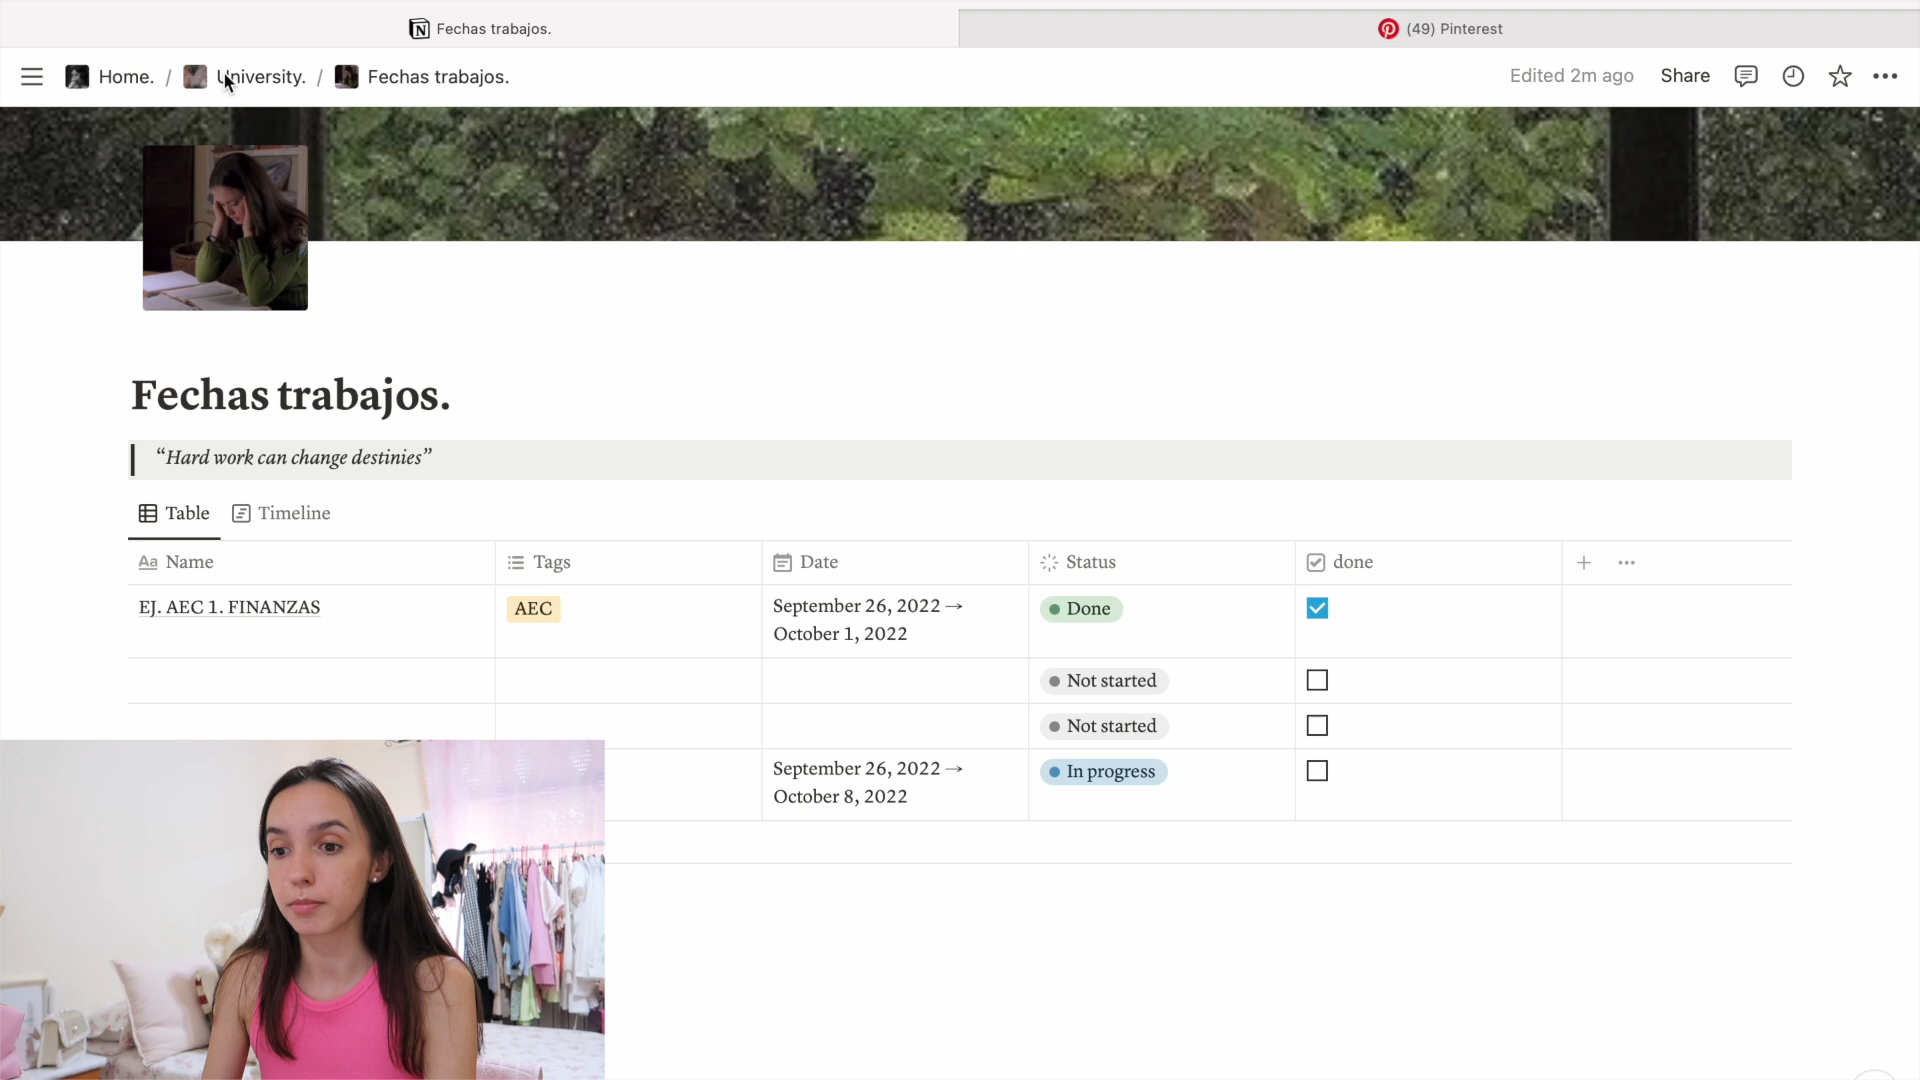 Fechas trabajos.
(49) Pinterest
Home. / University. / Fechas trabajos.
Edited 2m ago
Share
Fechas trabajos.
“Hard work can change destinies”
Table
Timeline
Aa Name
Tags
Date
Status
done
EJ. AEC 1. FINANZAS
AEC
September 26, 2022 →
October 1, 2022
Done
Not started
Not started
September 26, 2022 →
October 8, 2022
In progress